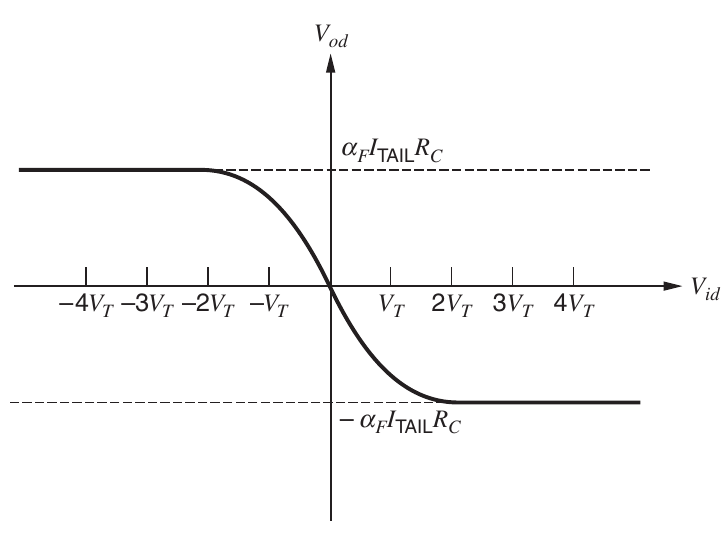 V_od
α_F I_TAIL R_C
−4V_T −3V_T −2V_T −V_T V_T 2V_T 3V_T 4V_T V_id
− α_F I_TAIL R_C